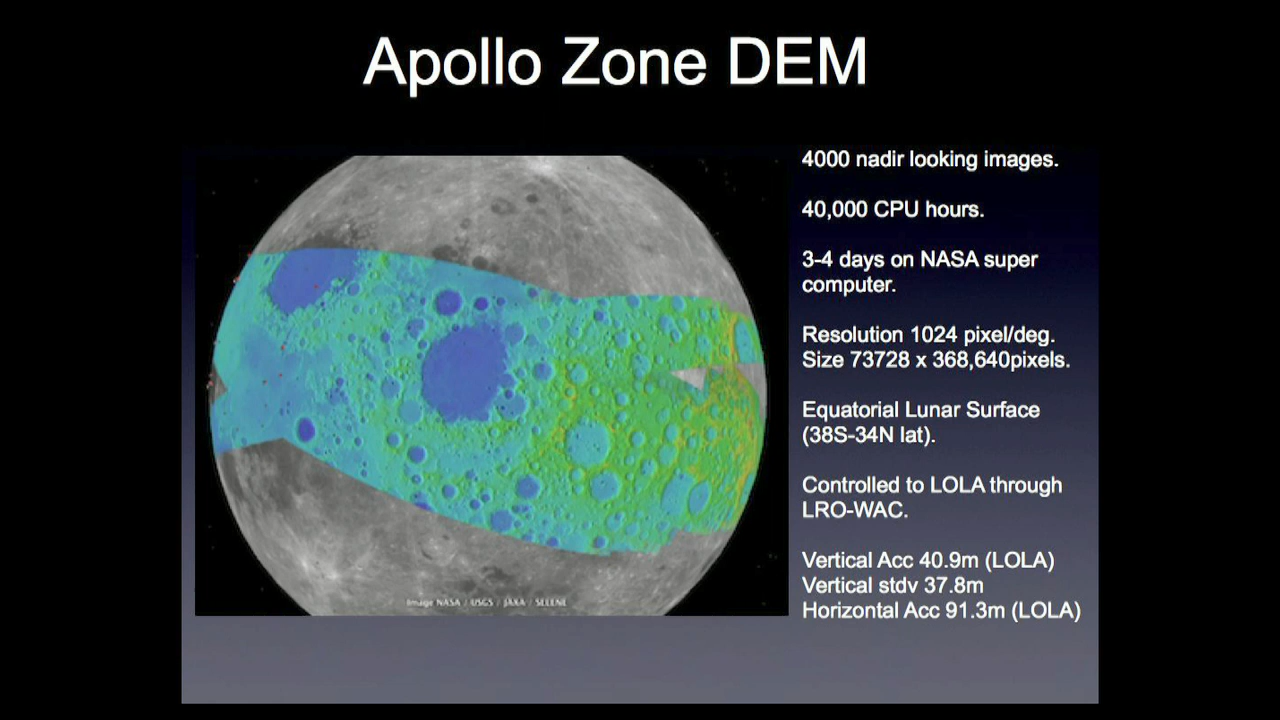 Apollo Zone DEM
4000 nadir looking images.
40,000 CPU hours.
3-4 days on NASA super
computer.
Resolution 1024 pixel/deg.
Size 73728 x 368,640pixels.
Equatorial Lunar Surface
(38S-34N lat).
Controlled to LOLA through
LRO-WAC.
Vertical Acc 40.9m (LOLA)
Vertical stdv 37.8m
Horizontal Acc 91.3m (LOLA)
Image NASA / USGS / JAXA / SELENE